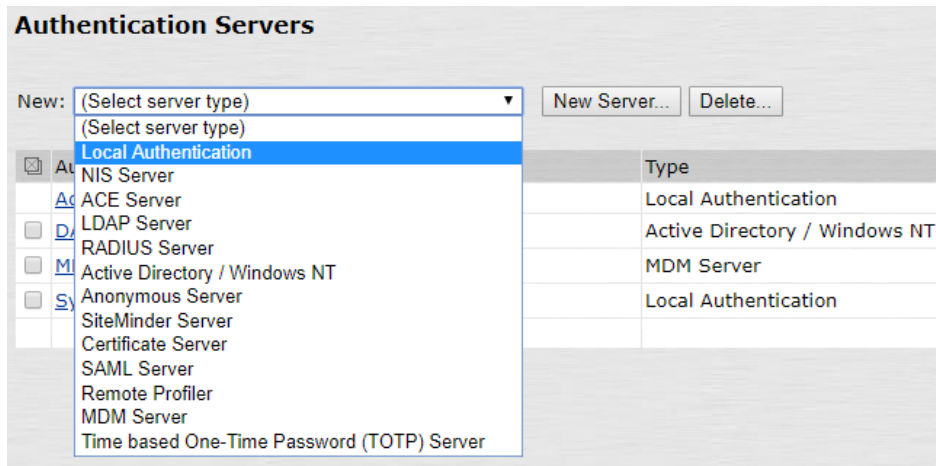 Authentication Servers
New: (Select server type) New Server... Delete...
(Select server type)
Local Authentication
NIS Server
ACE Server
LDAP Server
RADIUS Server
Active Directory / Windows NT
Anonymous Server
SiteMinder Server
Certificate Server
SAML Server
Remote Profiler
MDM Server
Time based One-Time Password (TOTP) Server
Type
Local Authentication
Active Directory / Windows NT
MDM Server
Local Authentication